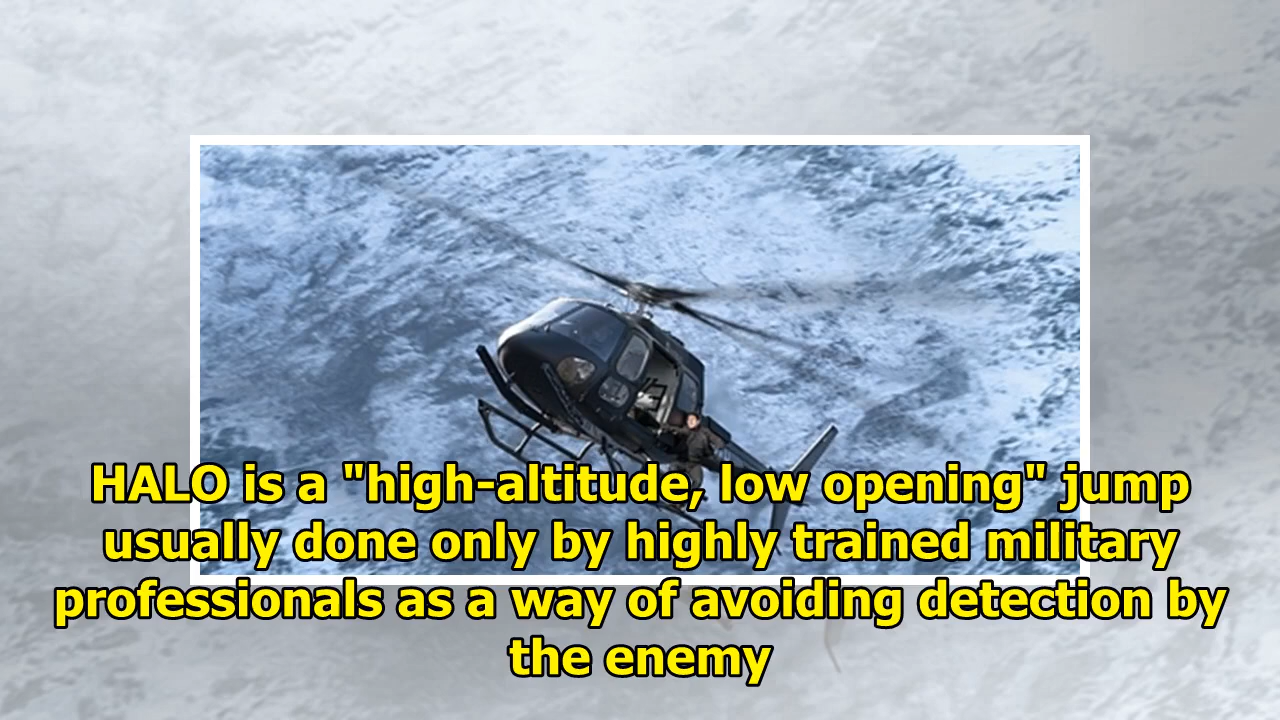 HALO is a "high-altitude, low opening" jump
usually done only by highly trained military
professionals as a way of avoiding detection by
the enemy